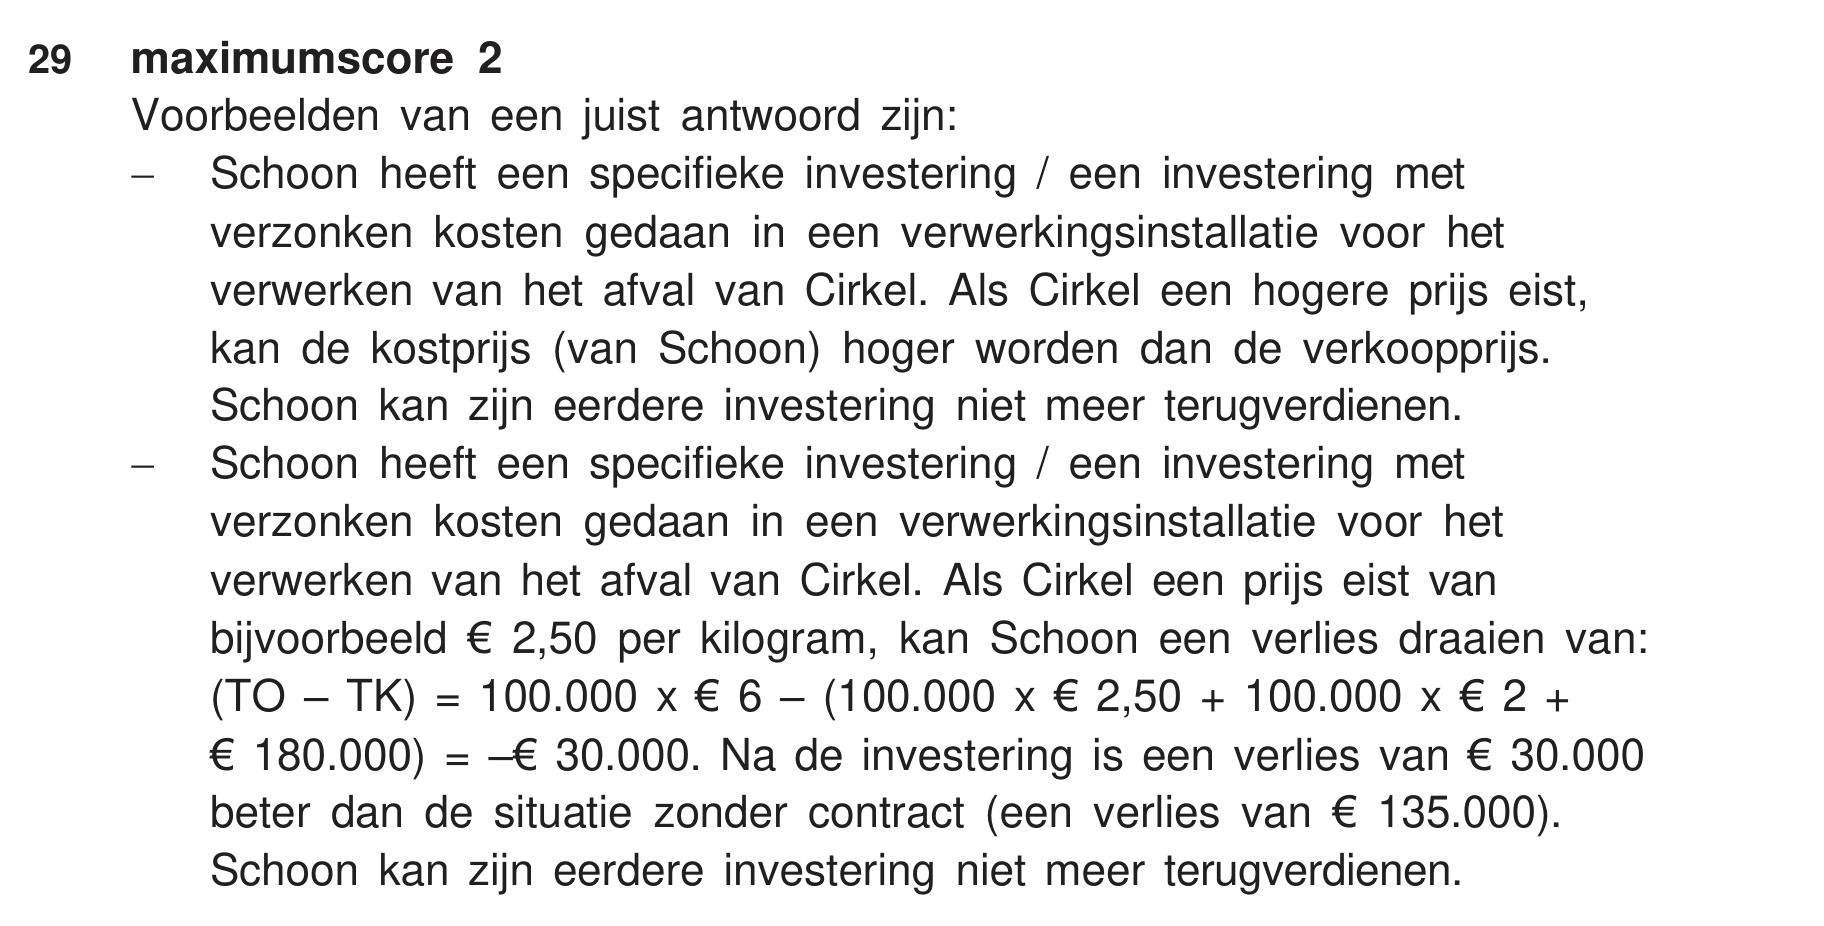 29 maximumscore 2
Voorbeelden van een juist antwoord zijn:
– Schoon heeft een specifieke investering / een investering met
verzonken kosten gedaan in een verwerkingsinstallatie voor het
verwerken van het afval van Cirkel. Als Cirkel een hogere prijs eist,
kan de kostprijs (van Schoon) hoger worden dan de verkoopprijs.
Schoon kan zijn eerdere investering niet meer terugverdienen.
– Schoon heeft een specifieke investering / een investering met
verzonken kosten gedaan in een verwerkingsinstallatie voor het
verwerken van het afval van Cirkel. Als Cirkel een prijs eist van
bijvoorbeeld € 2,50 per kilogram, kan Schoon een verlies draaien van:
(TO – TK) = 100.000 x € 6 – (100.000 x € 2,50 + 100.000 x € 2 +
€ 180.000) = –€ 30.000. Na de investering is een verlies van € 30.000
beter dan de situatie zonder contract (een verlies van € 135.000).
Schoon kan zijn eerdere investering niet meer terugverdienen.